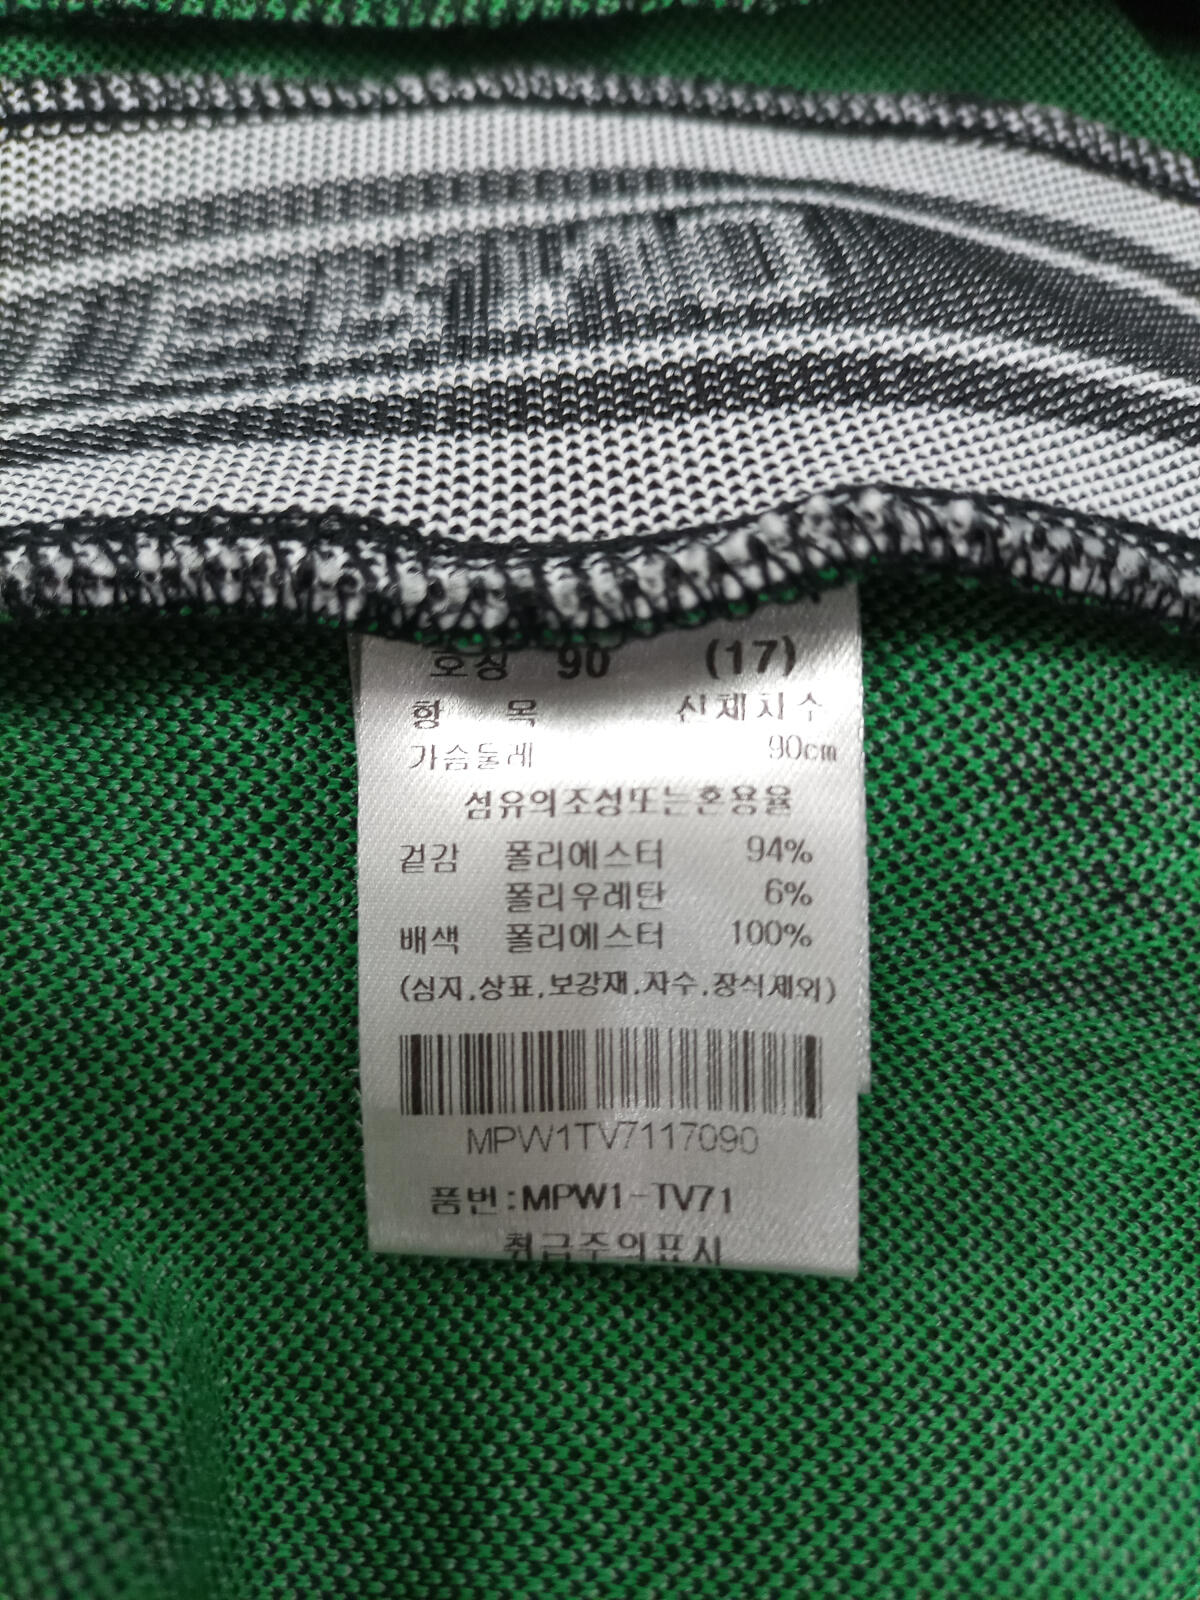 호칭 90 (17)
항 목 신체치수
가슴둘레 90cm
섬유의조성또는혼용율
겉감 폴리에스터 94%
폴리우레탄 6%
배색 폴리에스터 100%
(심지,상표,보강재,자수,장식제외)
MPW1TV7117090
품번:MPW1-TV71
취급주의표시